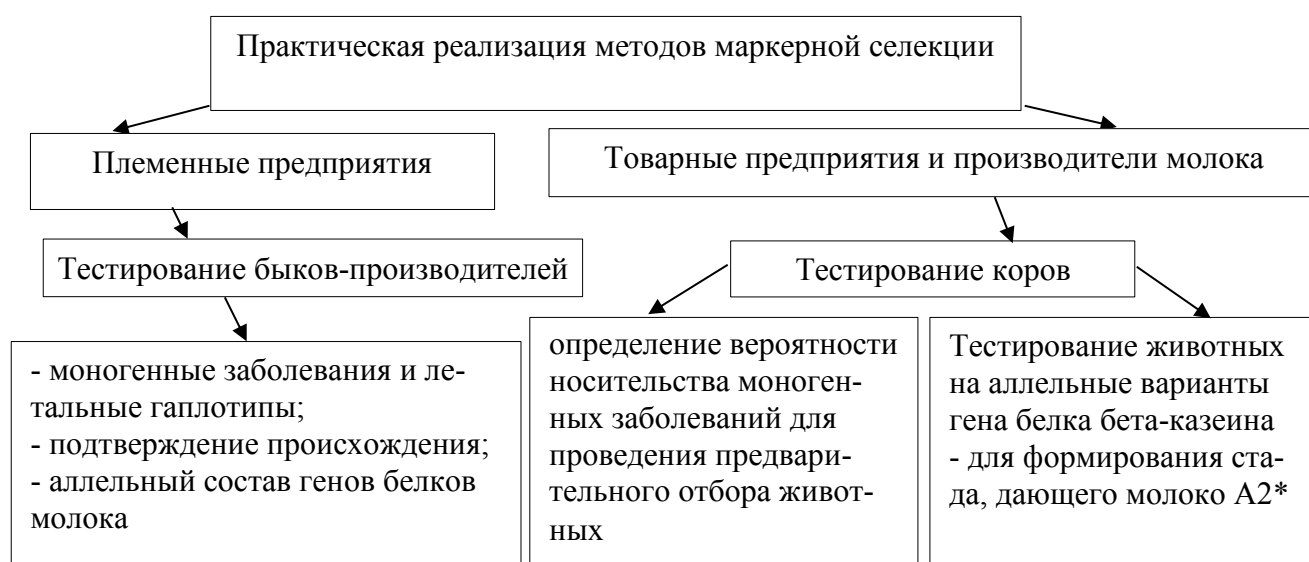 Практическая реализация методов маркерной селекции
Племенные предприятия
Товарные предприятия и производители молока
Тестирование быков-производителей
Тестирование коров
- моногенные заболевания и ле-
тальные гаплотипы;
- подтверждение происхождения;
- аллельный состав генов белков
молока
определение вероятности
носительства моноген-
ных заболеваний для
проведения предвари-
тельного отбора живот-
ных
Тестирование животных
на аллельные варианты
гена белка бета-казеина
- для формирования ста-
да, дающего молоко А2*